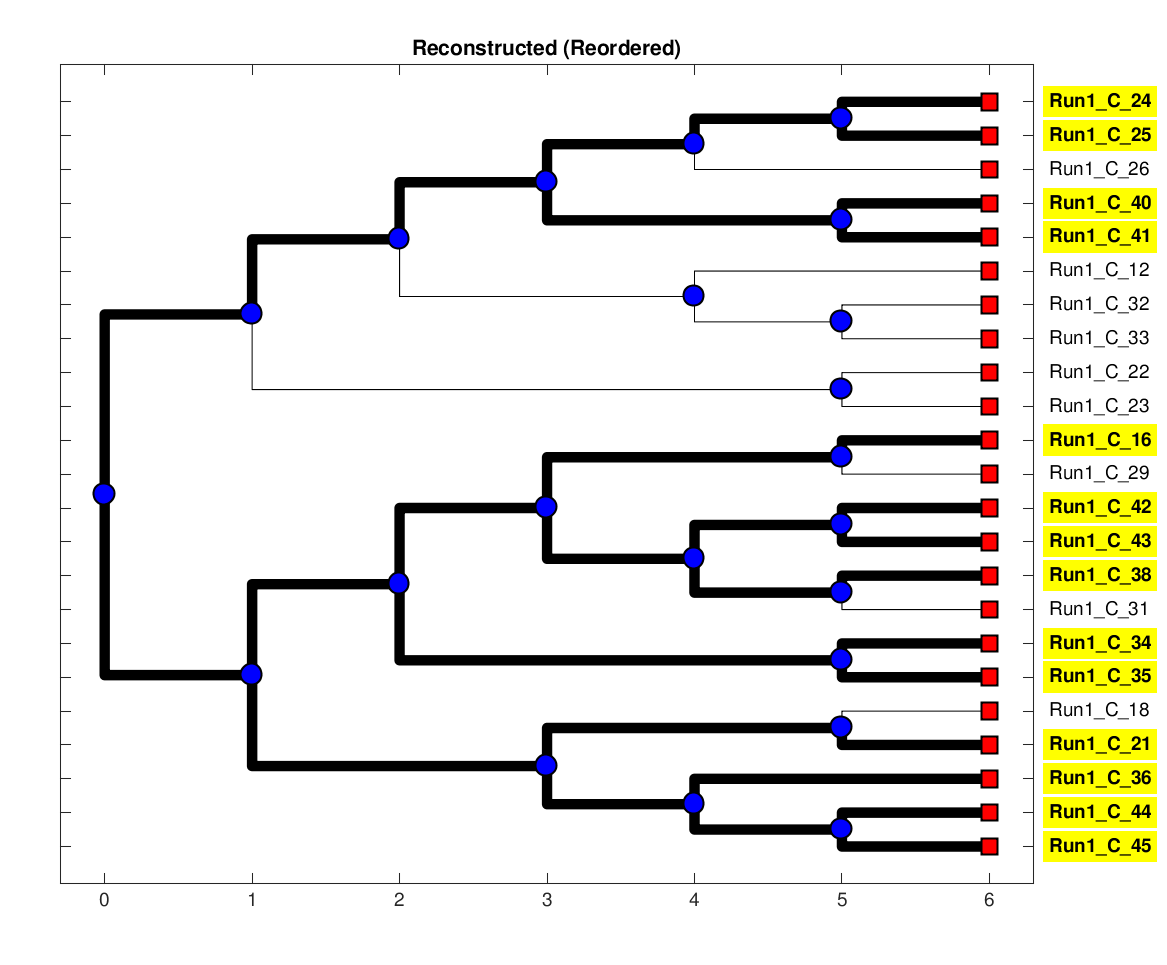 Reconstructed (Reordered)
Run1_C_24
Run1_C_25
Run1_C_26
Run1_C_40
Run1_C_41
Run1_C_12
Run1_C_32
Run1_C_33
Run1_C_22
Run1_C_23
Run1_C_16
Run1_C_29
Run1_C_42
Run1_C_43
Run1_C_38
Run1_C_31
Run1_C_34
Run1_C_35
Run1_C_18
Run1_C_21
Run1_C_36
Run1_C_44
Run1_C_45
0 1 2 3 4 5 6